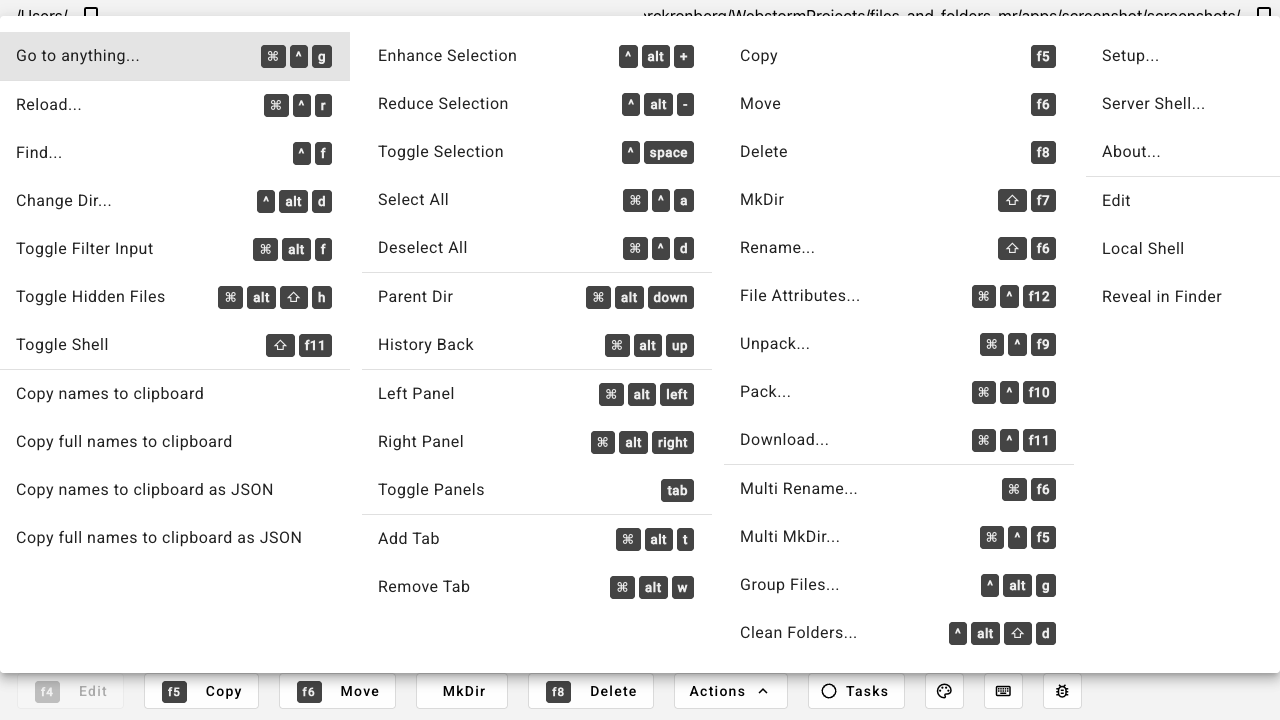 /Users/
Go to anything... ⌘ ^ g
Reload... ⌘ ^ r
Find... ^ f
Change Dir... ^ alt d
Toggle Filter Input ⌘ alt f
Toggle Hidden Files ⌘ alt ⇧ h
Toggle Shell ⇧ f11
Copy names to clipboard
Copy full names to clipboard
Copy names to clipboard as JSON
Copy full names to clipboard as JSON
Enhance Selection ^ alt +
Reduce Selection ^ alt -
Toggle Selection ^ space
Select All ⌘ ^ a
Deselect All ⌘ ^ d
Parent Dir ⌘ alt down
History Back ⌘ alt up
Left Panel ⌘ alt left
Right Panel ⌘ alt right
Toggle Panels tab
Add Tab ⌘ alt t
Remove Tab ⌘ alt w
Copy f5
Move f6
Delete f8
MkDir ⇧ f7
Rename... ⇧ f6
File Attributes... ⌘ ^ f12
Unpack... ⌘ ^ f9
Pack... ⌘ ^ f10
Download... ⌘ ^ f11
Multi Rename... ⌘ f6
Multi MkDir... ⌘ ^ f5
Group Files... ^ alt g
Clean Folders... ^ alt ⇧ d
Setup...
Server Shell...
About...
Edit
Local Shell
Reveal in Finder
f4 Edit f5 Copy f6 Move MkDir f8 Delete Actions Tasks